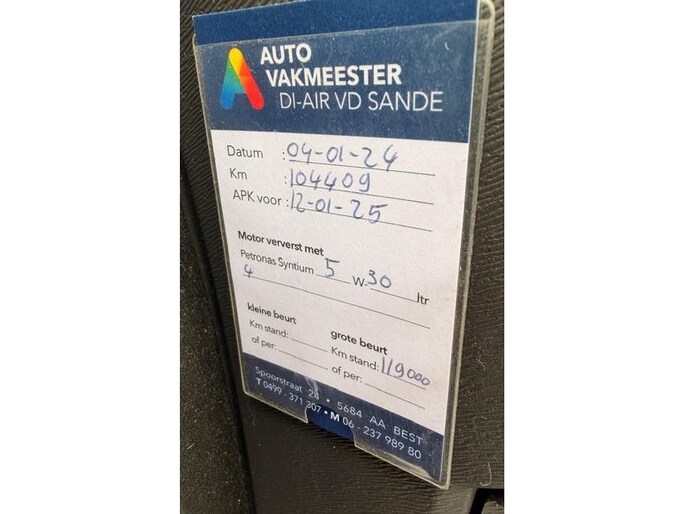 AUTO
VAKMEESTER
DI-AIR VD SANDE
Datum : 04-01-24
Km : 104409
APK voor : 12-01-25
Motor ververst met
Petronas Syntium 5 W 30 ltr
4
kleine beurt
Km stand:
of per:
grote beurt
Km stand: 119000
of per:
Spoorstraat 24 • 5684 AA BEST
T 0499 - 371 307 • M 06 - 237 989 80